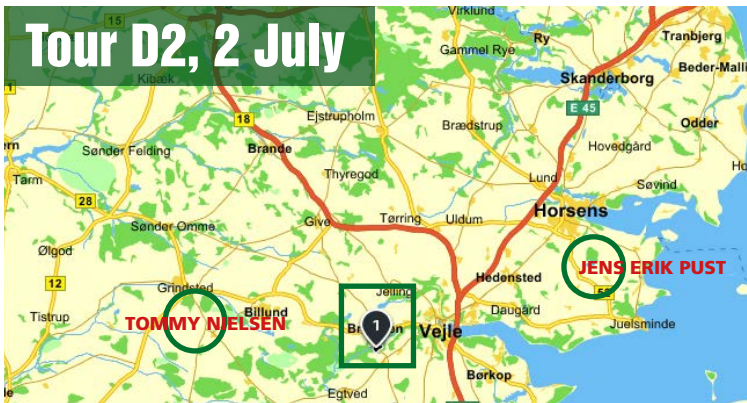 Tour D2, 2 July
Virklund
Ry
Tranbjerg
Gammel Rye
15
Kibæk
Beder-Mall
Skanderborg
E 45
18
Ejstrupholm
Brædstrup
Odder
Sønder Felding
Brande
Hovedgård
Tarm
Thyregod
Lund
Søvind
28
Horsens
Sønder Omme
Give
Tørring
Uldum
Ølgod
JENS ERIK PUST
12
Grindsted
Jelling
Hedensted
Tistrup
TOMMY NIELSEN
Billund
1
Vejle
Daugård
Juelsminde
Børkop
Egtved